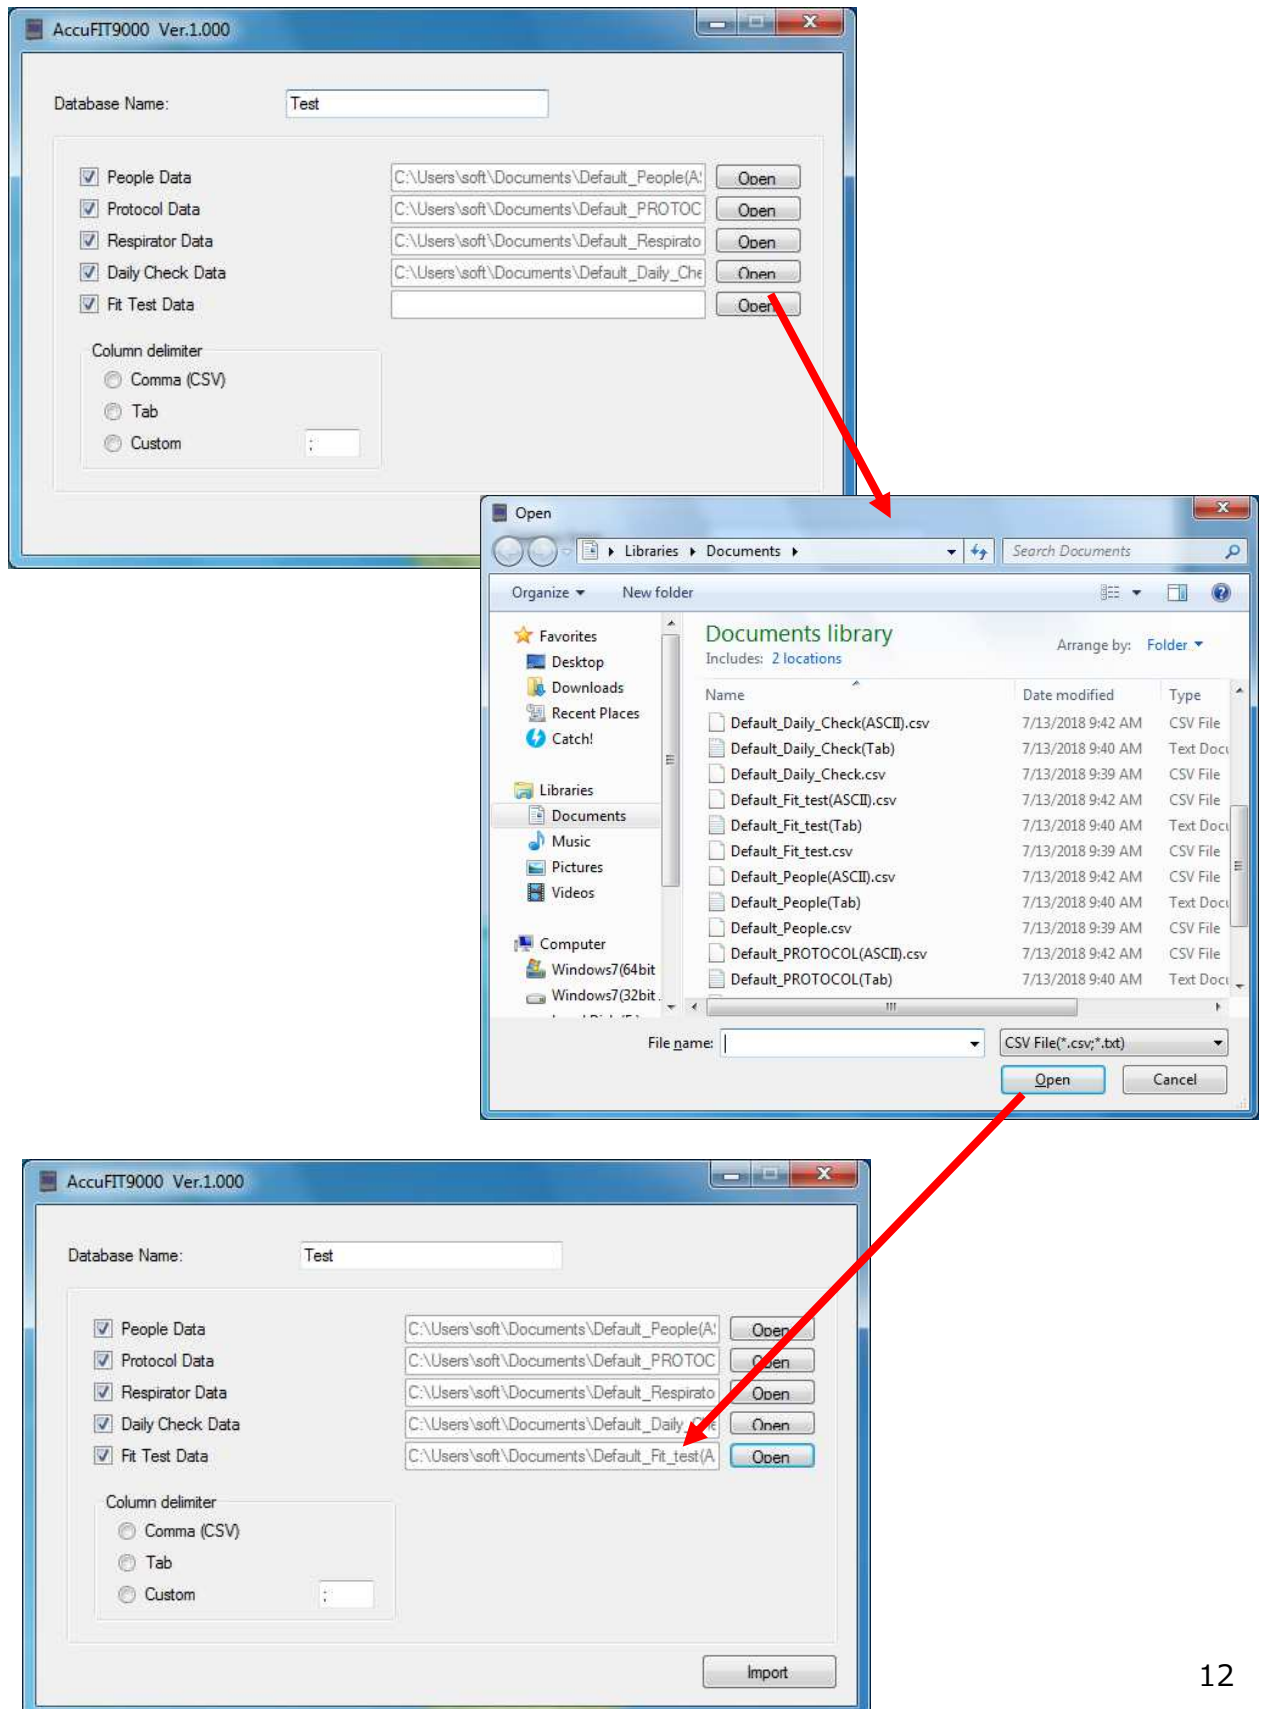 AccuFIT9000 Ver.1.000
Database Name: Test
People Data C:\Users\soft\Documents\Default_People(A Open
Protocol Data C:\Users\soft\Documents\Default_PROTOC Open
Respirator Data C:\Users\soft\Documents\Default_Respirato Open
Daily Check Data C:\Users\soft\Documents\Default_Daily_Che Open
Fit Test Data Open
Column delimiter
Comma (CSV)
Tab
Custom ;
Open
Libraries Documents Search Documents
Organize New folder
Favorites
Desktop
Downloads
Recent Places
Catch!
Libraries
Documents
Music
Pictures
Videos
Computer
Windows7(64bit
Windows7(32bit
Documents library
Includes: 2 locations
Arrange by: Folder
Name Date modified Type
Default_Daily_Check(ASCII).csv 7/13/2018 9:42 AM CSV File
Default_Daily_Check(Tab) 7/13/2018 9:40 AM Text Docu
Default_Daily_Check.csv 7/13/2018 9:39 AM CSV File
Default_Fit_test(ASCII).csv 7/13/2018 9:42 AM CSV File
Default_Fit_test(Tab) 7/13/2018 9:40 AM Text Docu
Default_Fit_test.csv 7/13/2018 9:39 AM CSV File
Default_People(ASCII).csv 7/13/2018 9:42 AM CSV File
Default_People(Tab) 7/13/2018 9:40 AM Text Docu
Default_People.csv 7/13/2018 9:39 AM CSV File
Default_PROTOCOL(ASCII).csv 7/13/2018 9:42 AM CSV File
Default_PROTOCOL(Tab) 7/13/2018 9:40 AM Text Docu
File name: CSV File(*.csv;*.txt)
Open Cancel
AccuFIT9000 Ver.1.000
Database Name: Test
People Data C:\Users\soft\Documents\Default_People(A Open
Protocol Data C:\Users\soft\Documents\Default_PROTOC Open
Respirator Data C:\Users\soft\Documents\Default_Respirato Open
Daily Check Data C:\Users\soft\Documents\Default_Daily_Che Open
Fit Test Data C:\Users\soft\Documents\Default_Fit_test(A Open
Column delimiter
Comma (CSV)
Tab
Custom ;
Import
12